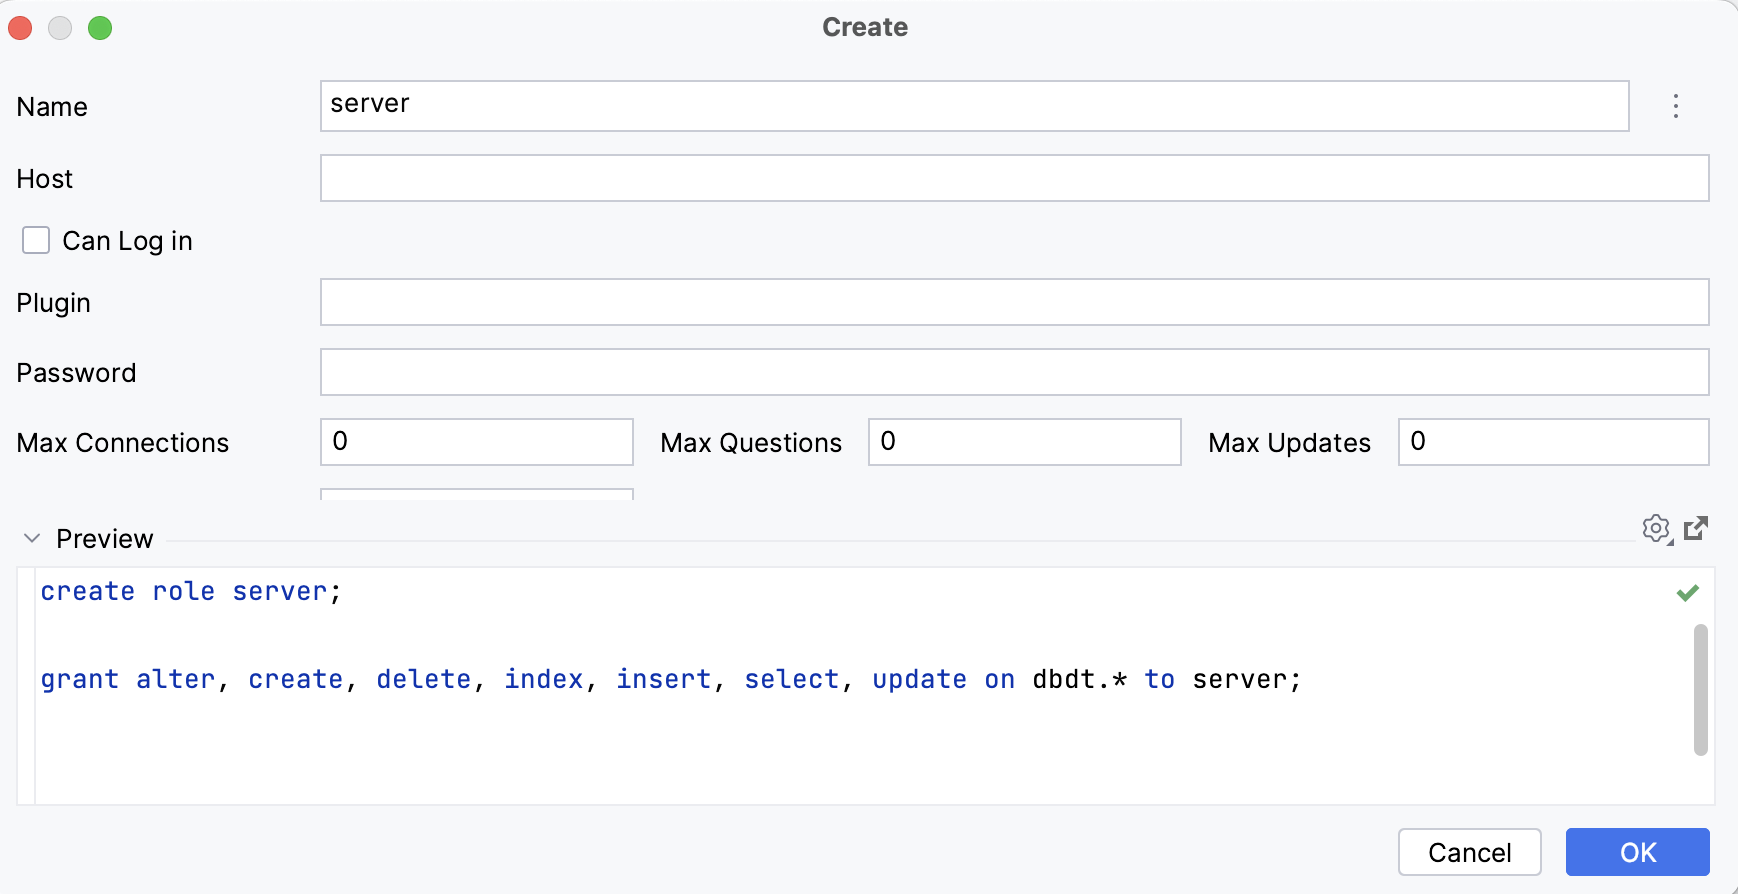 Create
Name server
Host
Can Log in
Plugin
Password
Max Connections 0 Max Questions 0 Max Updates 0
Preview
create role server;
grant alter, create, delete, index, insert, select, update on dbdt.* to server;
Cancel OK